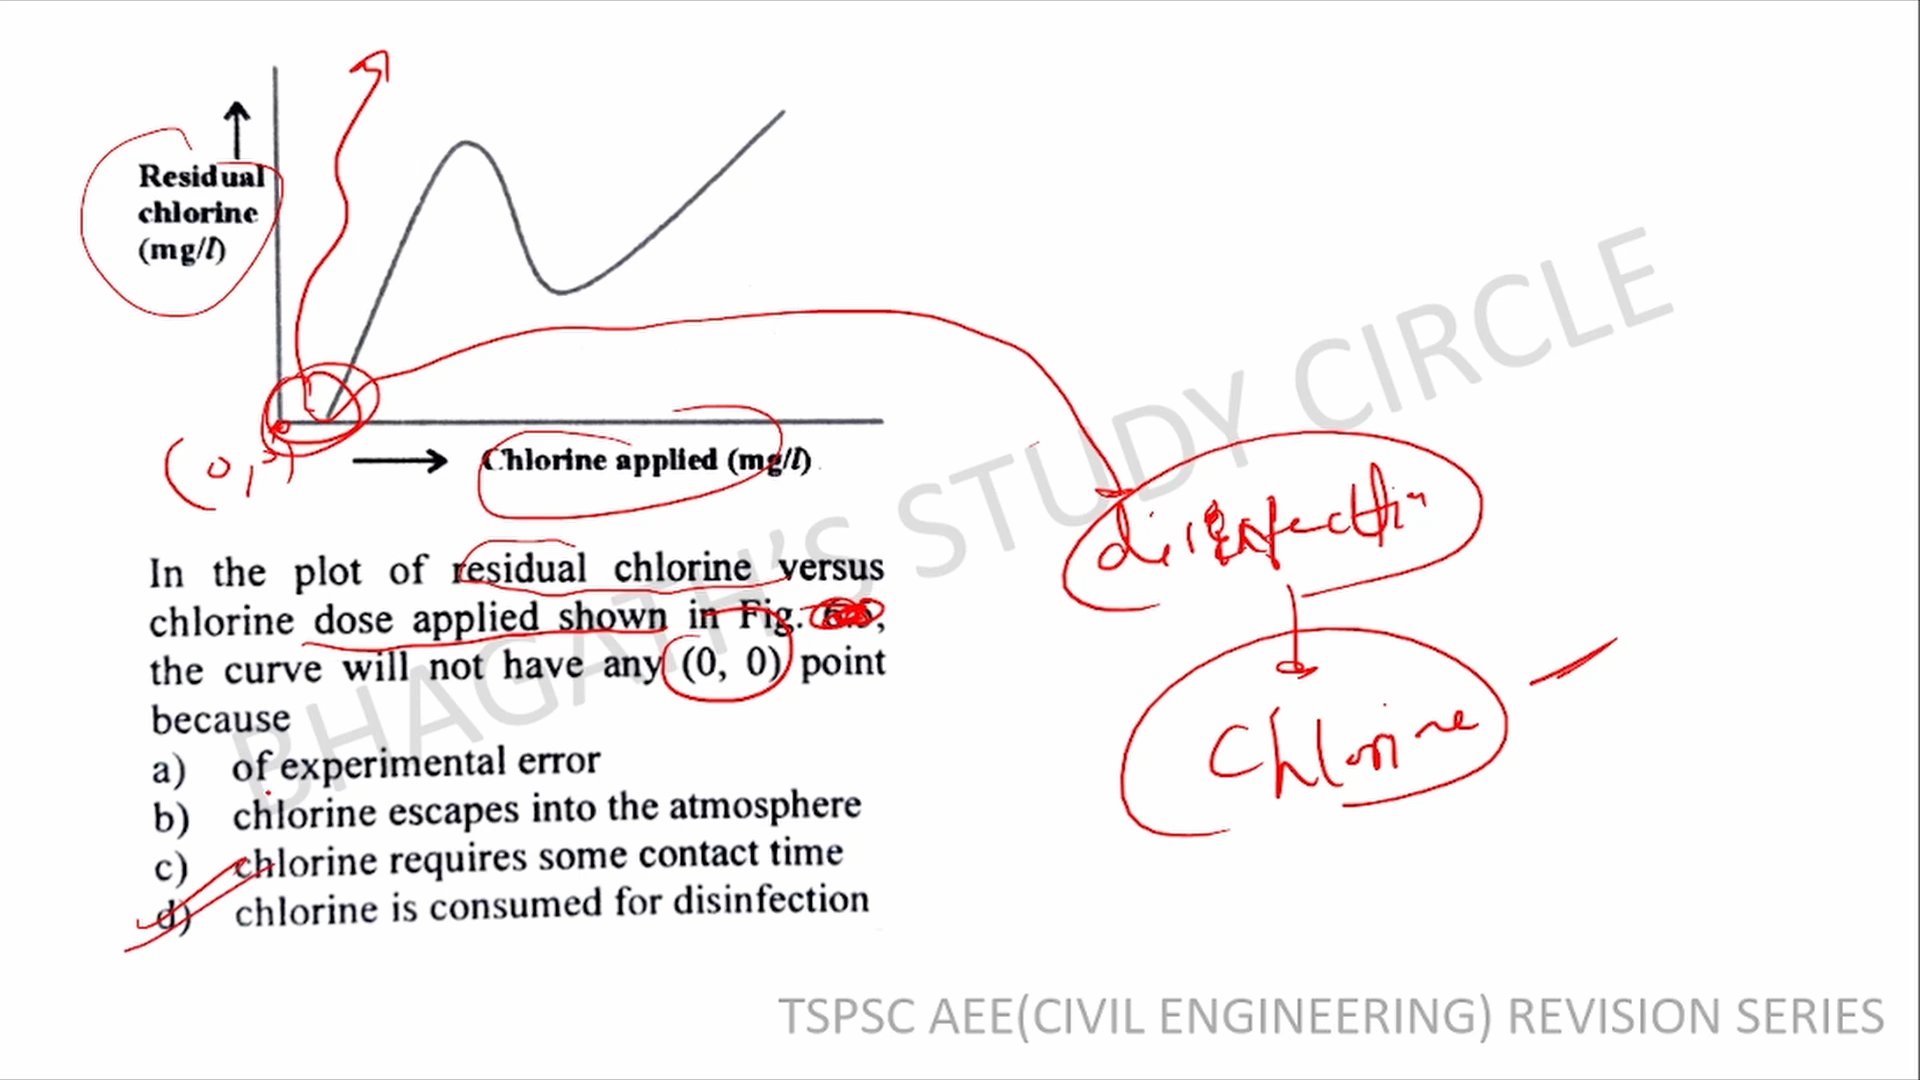 Residual
chlorine
(mg/l)
(0,
Chlorine applied (mg/l)
In the plot of residual chlorine versus
chlorine dose applied shown in Fig.
the curve will not have any (0, 0) point
because
a) of experimental error
b) chlorine escapes into the atmosphere
c) chlorine requires some contact time
d) chlorine is consumed for disinfection
Chlorine
BHAGATH'S STUDY CIRCLE
TSPSC AEE(CIVIL ENGINEERING) REVISION SERIES